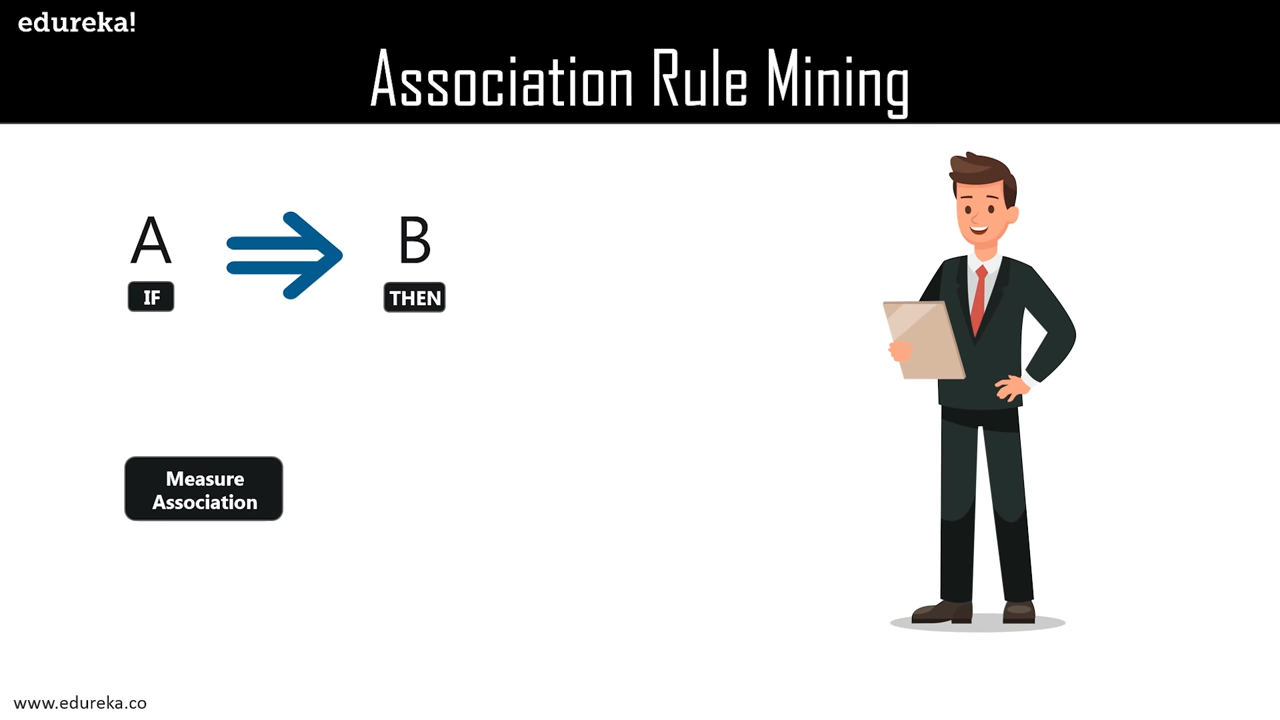 edureka!
Association Rule Mining
A
B
IF
THEN
Measure
Association
www.edureka.co